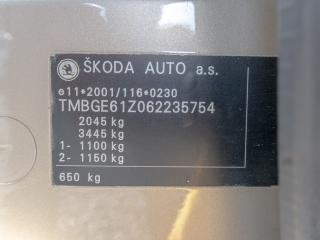 ŠKODA AUTO a.s.
e11*2001/116*0230
TMBGE61Z062235754
2045 kg
3445 kg
1- 1100 kg
2- 1150 kg
650 kg